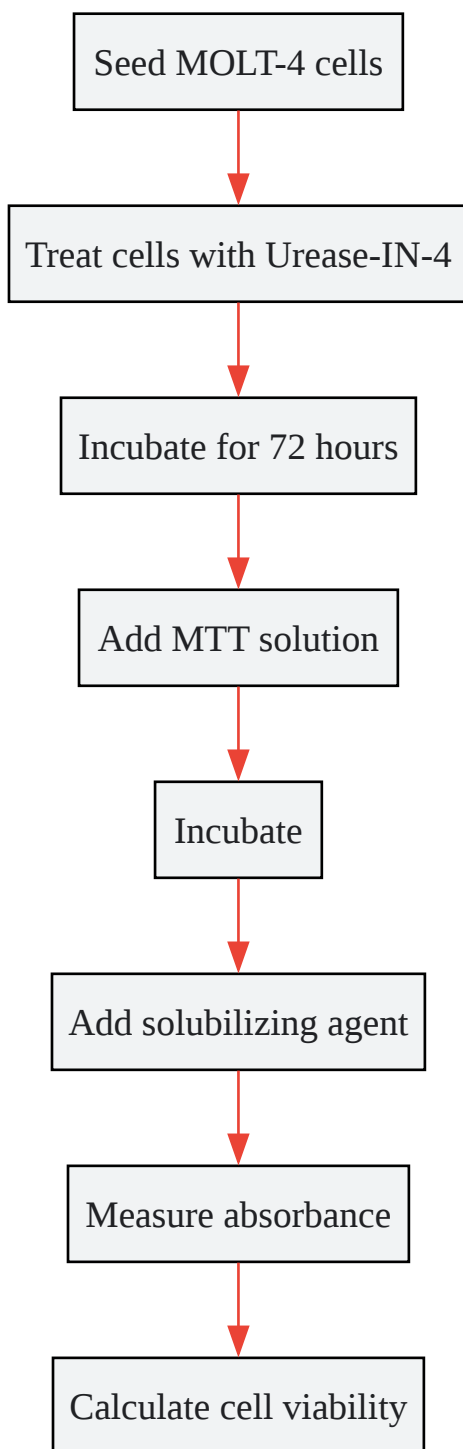 Seed MOLT-4 cells
Treat cells with Urease-IN-4
Incubate for 72 hours
Add MTT solution
Incubate
Add solubilizing agent
Measure absorbance
Calculate cell viability